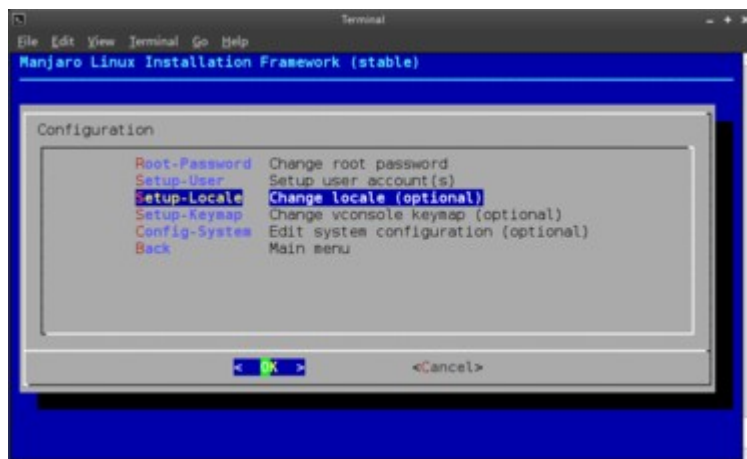 Terminal
File Edit View Terminal Go Help
Manjaro Linux Installation Framework (stable)
Configuration
Root-Password Change root password
Setup-User Setup user account(s)
Setup-Locale Change locale (optional)
Setup-Keymap Change vconsole keymap (optional)
Config-System Edit system configuration (optional)
Back Main menu
< OK > <Cancel>